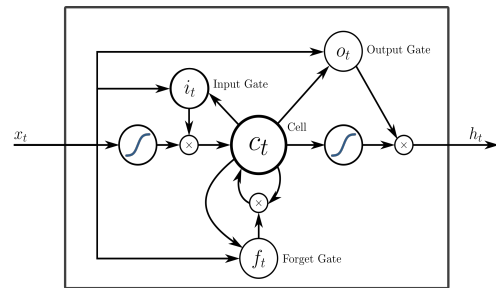 o_t Output Gate
i_t Input Gate
Cell
x_t × c_t × h_t
×
f_t Forget Gate